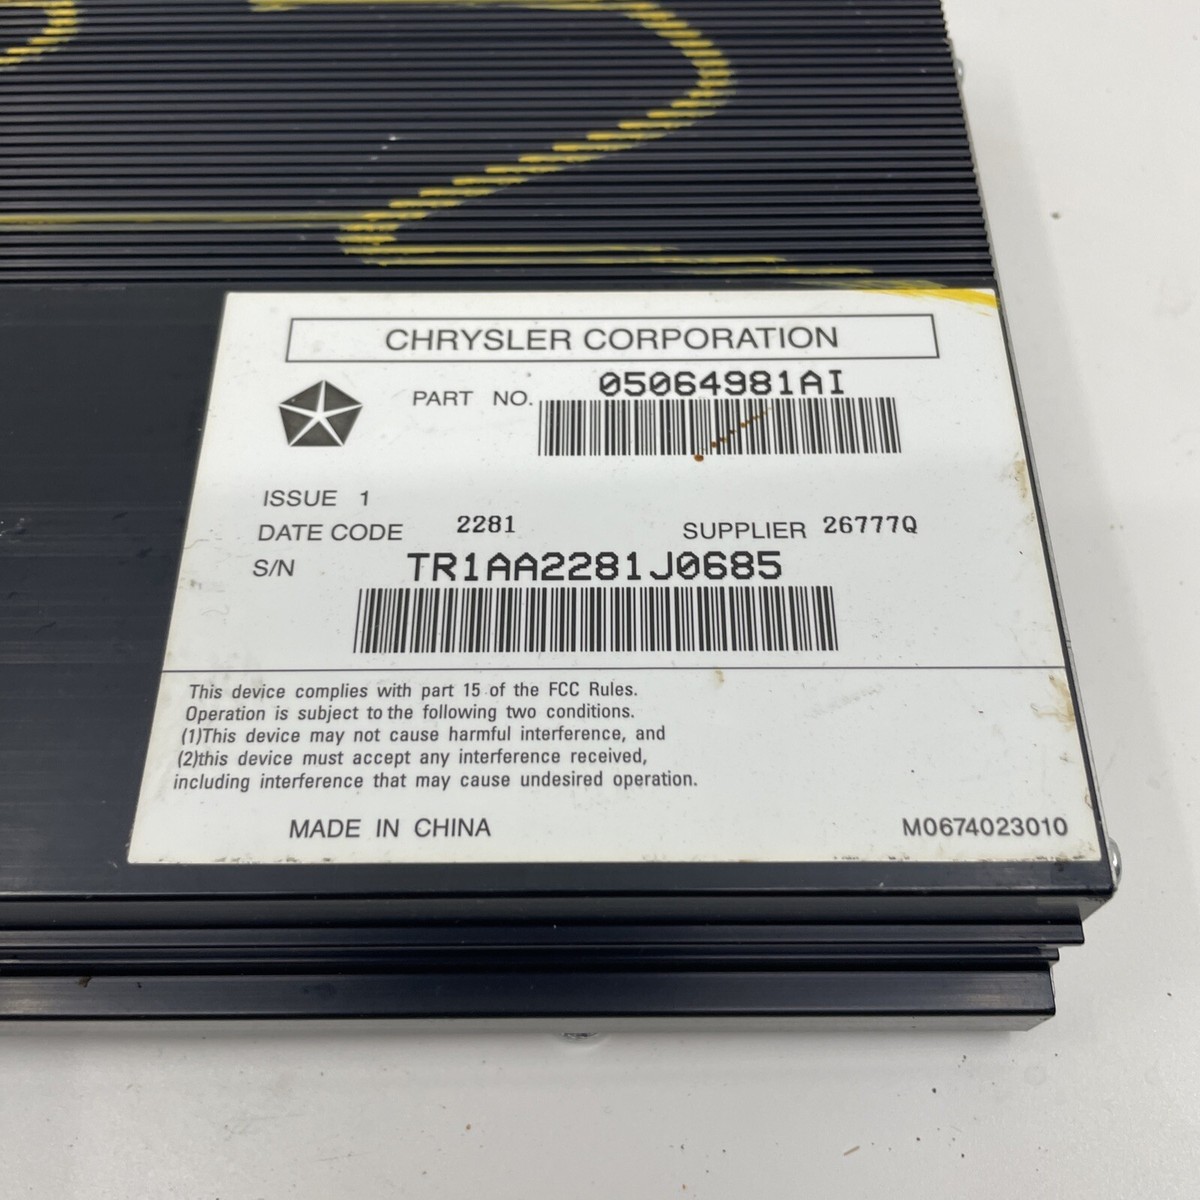 CHRYSLER CORPORATION
PART NO. 05064981AI
ISSUE 1
DATE CODE 2281 SUPPLIER 26777Q
S/N TR1AA2281J0685
This device complies with part 15 of the FCC Rules.
Operation is subject to the following two conditions.
(1)This device may not cause harmful interference, and
(2)this device must accept any interference received,
including interference that may cause undesired operation.
MADE IN CHINA M0674023010